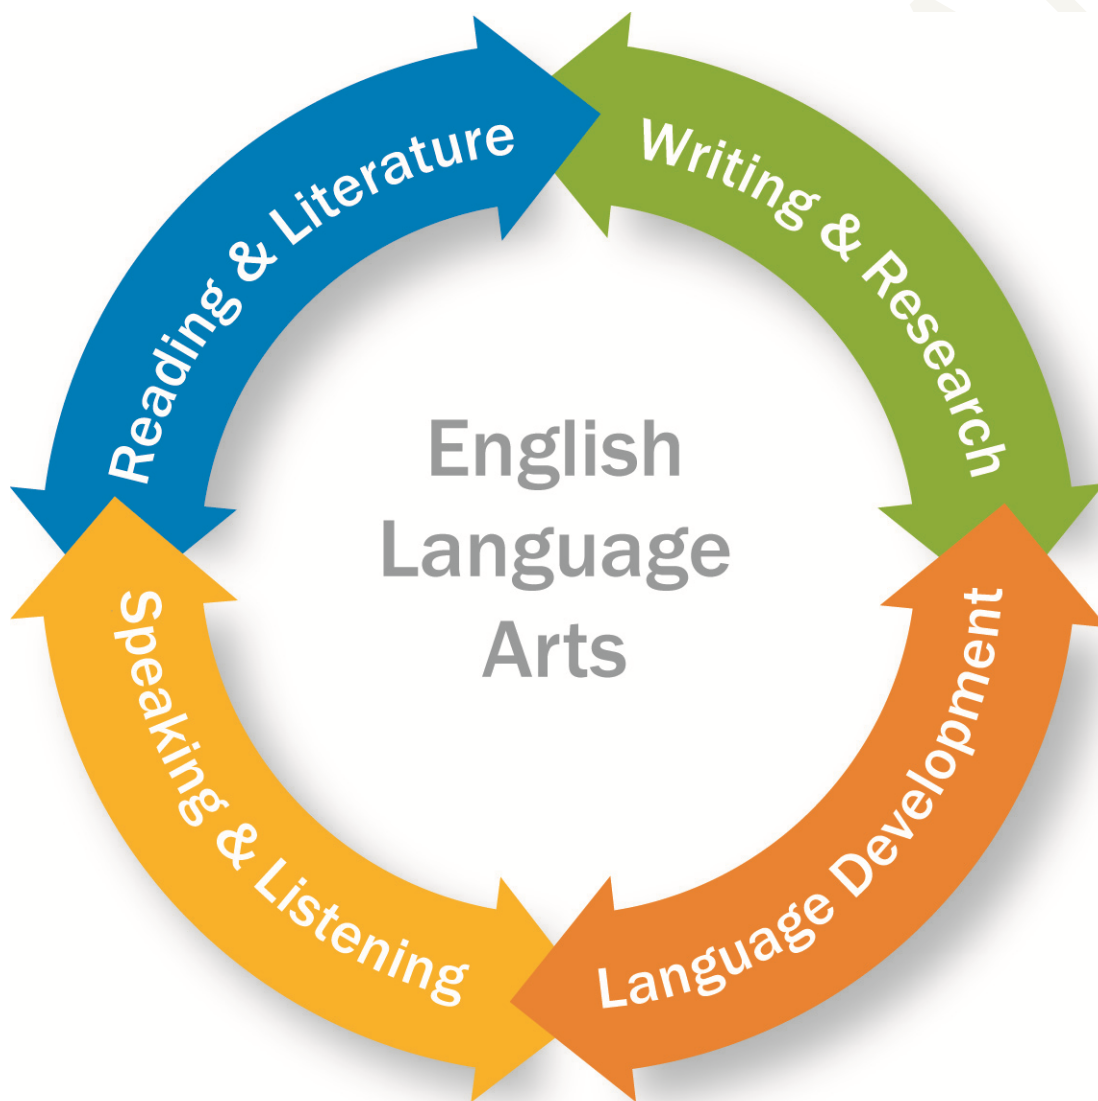 Reading & Literature
Writing & Research
English
Language
Arts
Speaking & Listening
Language Development